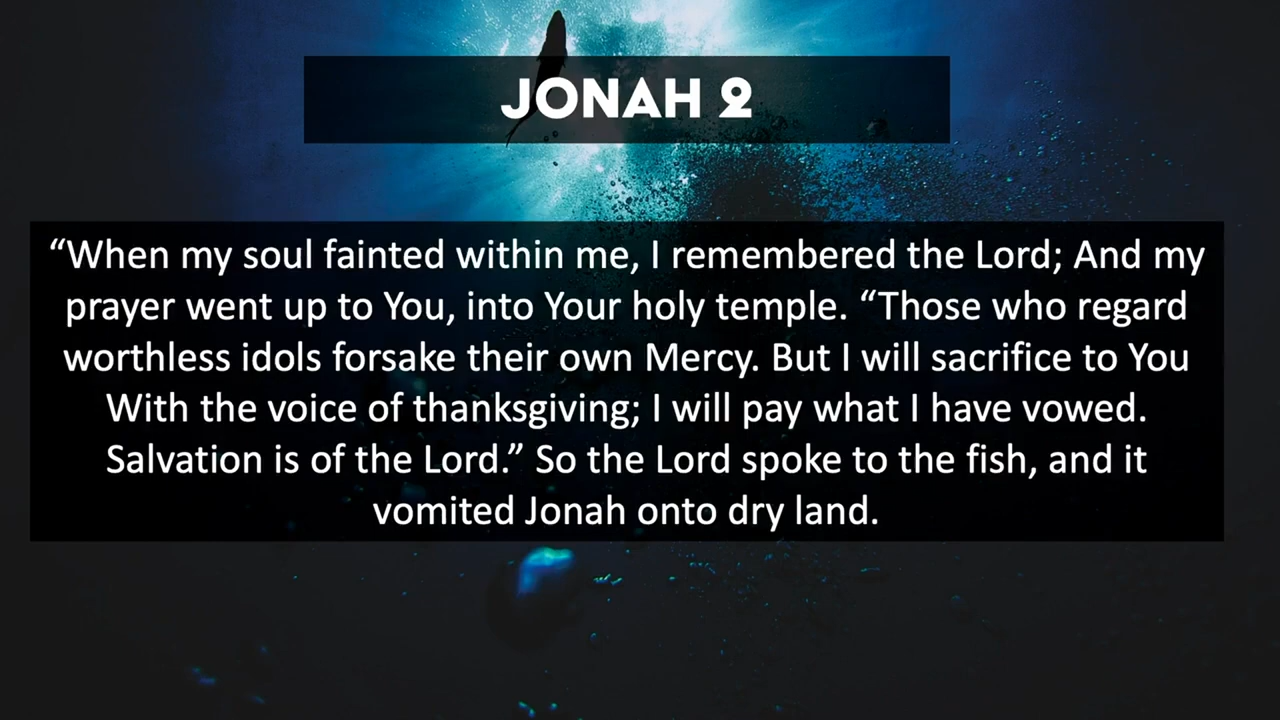 JONAH 2
“When my soul fainted within me, I remembered the Lord; And my
prayer went up to You, into Your holy temple. “Those who regard
worthless idols forsake their own Mercy. But I will sacrifice to You
With the voice of thanksgiving; I will pay what I have vowed.
Salvation is of the Lord.” So the Lord spoke to the fish, and it
vomited Jonah onto dry land.